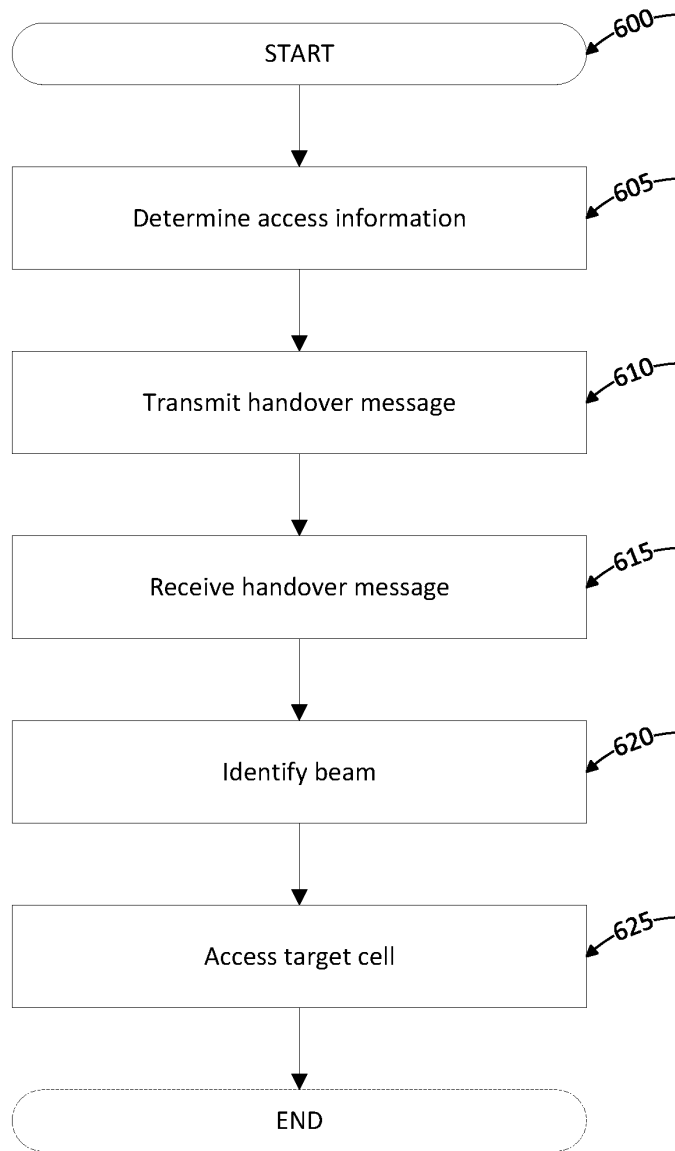 START
600
Determine access information
605
Transmit handover message
610
Receive handover message
615
Identify beam
620
Access target cell
625
END